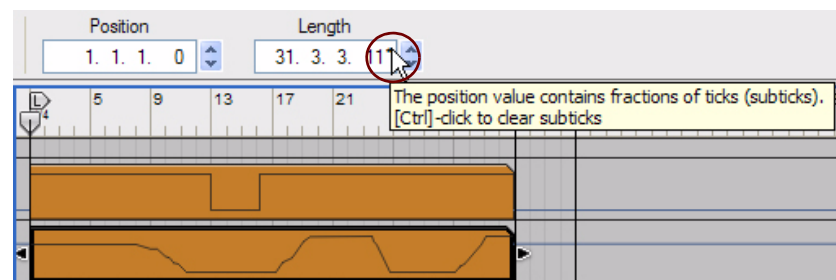 Position Length
1. 1. 1. 0 31. 3. 3.
The position value contains fractions of ticks (subticks).
[Ctrl]-click to clear subticks
L 5 9 13 17 21
4